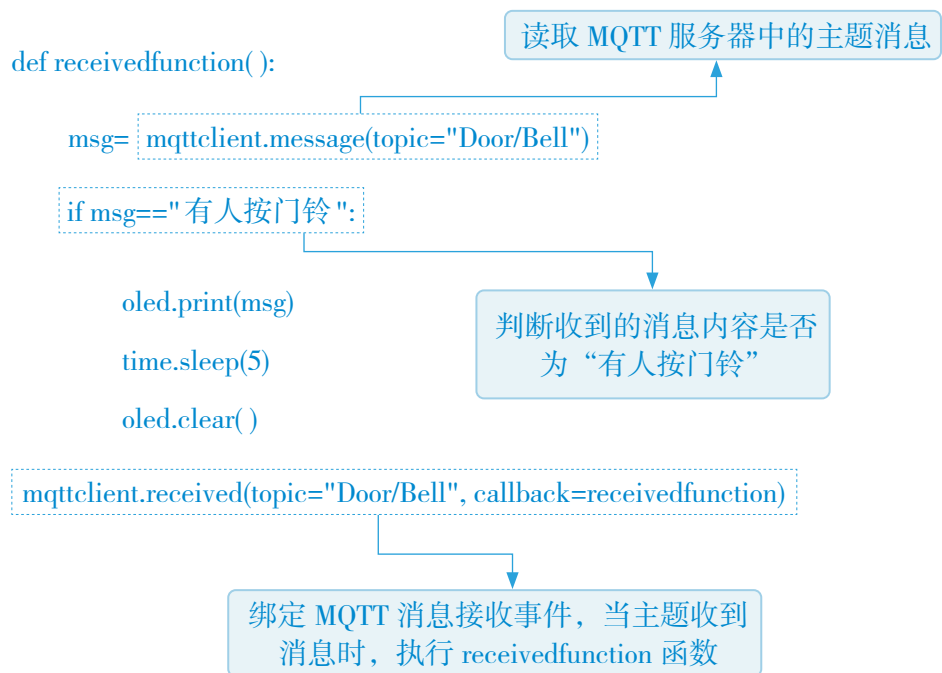 读取 MQTT 服务器中的主题消息
def receivedfunction( ):
msg= mqttclient.message(topic="Door/Bell")
if msg=="有人按门铃":
oled.print(msg)
time.sleep(5)
oled.clear( )
判断收到的消息内容是否
为“有人按门铃”
mqttclient.received(topic="Door/Bell", callback=receivedfunction)
绑定 MQTT 消息接收事件，当主题收到
消息时，执行 receivedfunction 函数